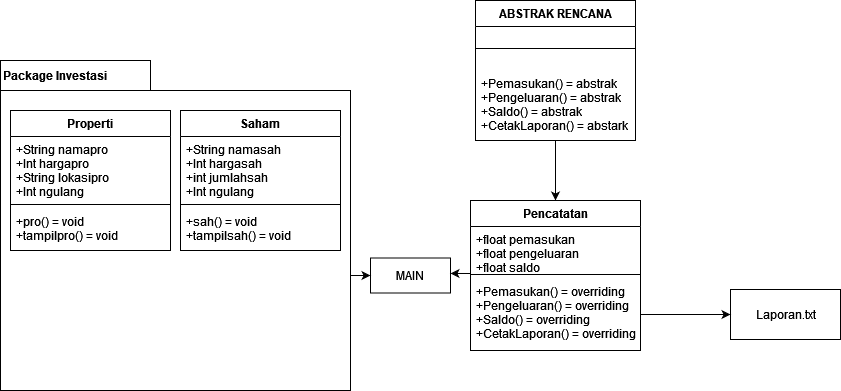 ABSTRAK RENCANA
+Pemasukan() = abstrak
+Pengeluaran() = abstrak
+Saldo() = abstrak
+CetakLaporan() = abstark
Package Investasi
Properti
+String namapro
+Int hargapro
+String lokasipro
+Int ngulang
+pro() = void
+tampilpro() = void
Saham
+String namasah
+Int hargasah
+int jumlahsah
+Int ngulang
+sah() = void
+tampilsah() = void
MAIN
Pencatatan
+float pemasukan
+float pengeluaran
+float saldo
+Pemasukan() = overriding
+Pengeluaran() = overriding
+Saldo() = overriding
+CetakLaporan() = overriding
Laporan.txt